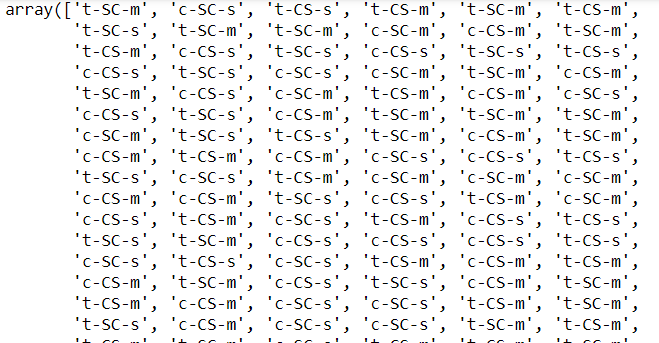 array(['t-SC-m', 'c-SC-s', 't-CS-s', 't-CS-m', 't-SC-m', 't-CS-m',
't-SC-s', 't-SC-m', 't-SC-m', 'c-SC-m', 'c-CS-m', 't-SC-m',
't-CS-m', 'c-CS-s', 't-SC-s', 'c-CS-s', 't-SC-s', 't-CS-s',
'c-CS-s', 't-SC-s', 'c-SC-s', 'c-SC-m', 't-SC-m', 'c-CS-m',
't-SC-m', 'c-CS-s', 'c-SC-m', 't-CS-m', 'c-CS-m', 'c-SC-s',
'c-CS-s', 't-SC-s', 'c-CS-m', 't-SC-m', 't-SC-m', 't-SC-m',
'c-SC-m', 't-SC-s', 't-CS-s', 't-SC-m', 'c-CS-m', 't-SC-m',
'c-CS-m', 't-CS-m', 'c-CS-m', 'c-SC-s', 'c-CS-s', 't-CS-s',
't-SC-s', 'c-SC-s', 't-CS-m', 'c-SC-m', 'c-SC-m', 'c-SC-m',
'c-CS-m', 'c-CS-m', 't-SC-s', 'c-CS-s', 't-CS-m', 'c-SC-m',
'c-CS-s', 't-CS-m', 'c-SC-s', 't-CS-m', 'c-CS-s', 't-CS-s',
't-SC-s', 't-SC-m', 'c-CS-s', 'c-CS-s', 'c-CS-s', 't-CS-s',
'c-SC-s', 't-CS-s', 'c-SC-s', 't-CS-m', 'c-CS-m', 't-CS-m',
'c-CS-m', 't-SC-m', 'c-CS-s', 't-SC-s', 'c-CS-m', 't-SC-m',
't-CS-m', 'c-CS-m', 'c-SC-s', 'c-SC-s', 't-CS-m', 't-SC-m',
't-SC-s', 'c-CS-m', 'c-SC-s', 'c-SC-s', 't-SC-m', 't-CS-m',